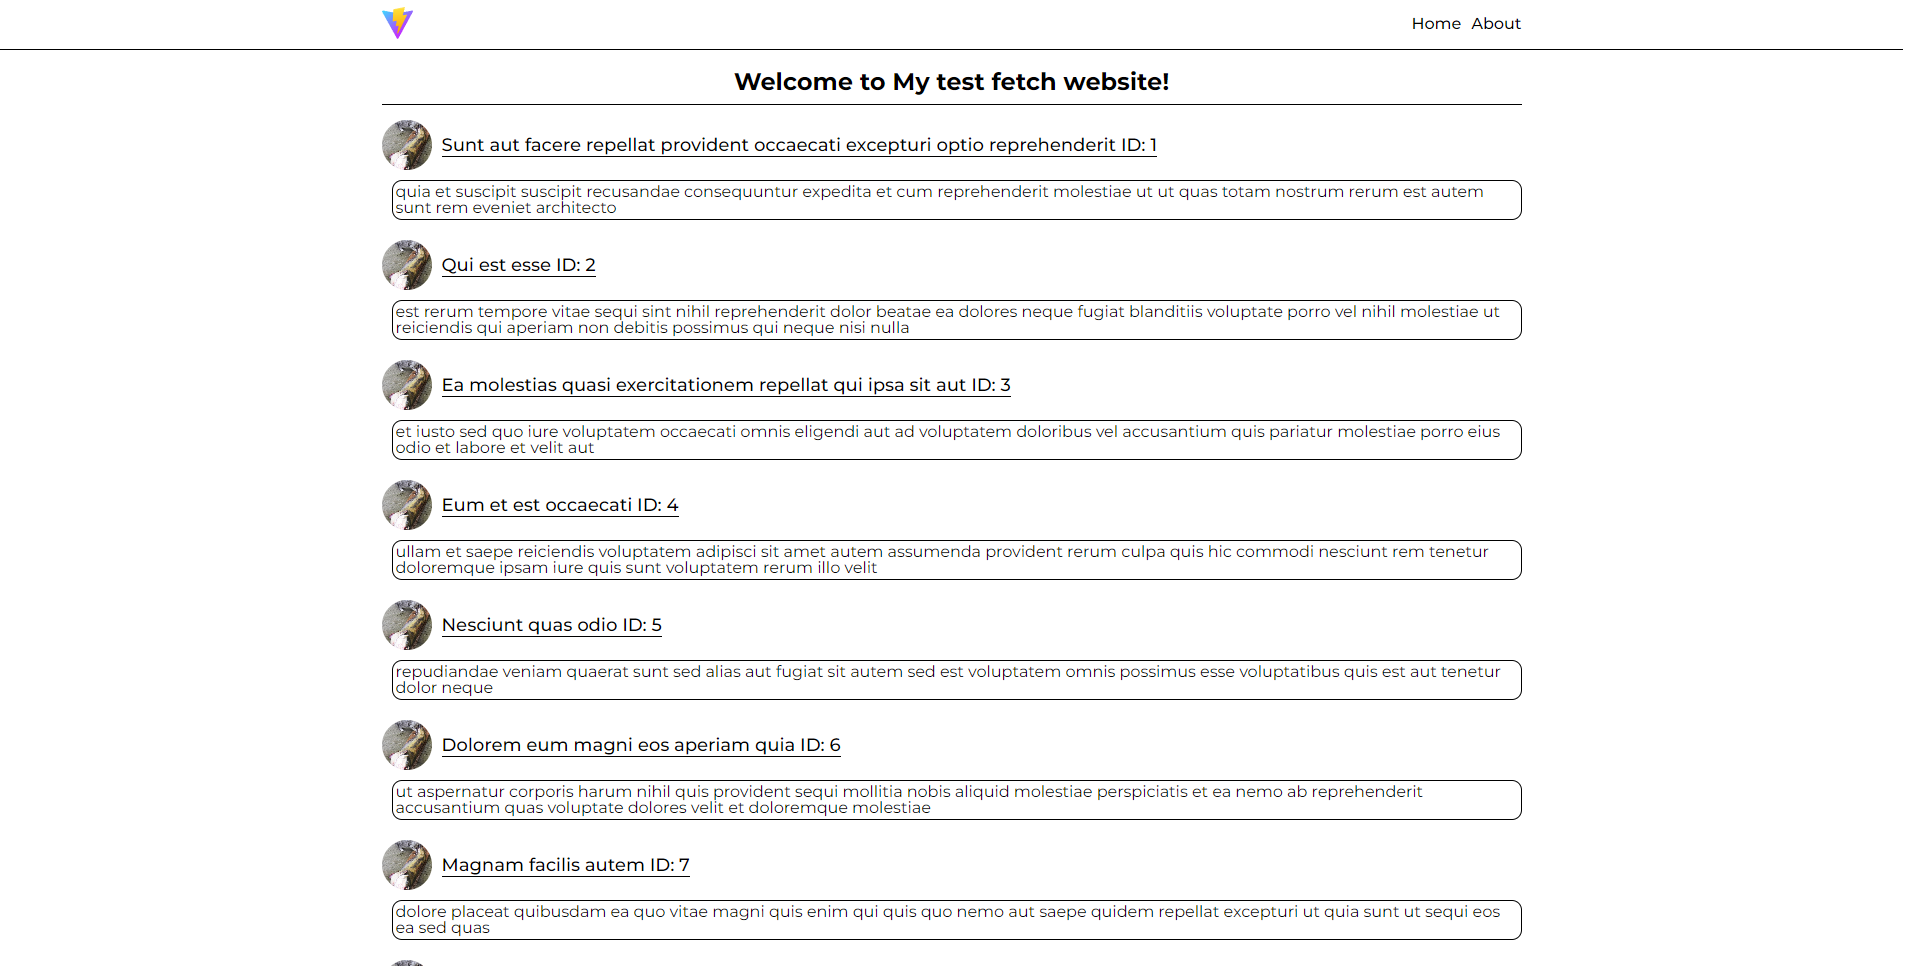 Home About
Welcome to My test fetch website!
Sunt aut facere repellat provident occaecati excepturi optio reprehenderit ID: 1
quia et suscipit suscipit recusandae consequuntur expedita et cum reprehenderit molestiae ut ut quas totam nostrum rerum est autem
sunt rem eveniet architecto
Qui est esse ID: 2
est rerum tempore vitae sequi sint nihil reprehenderit dolor beatae ea dolores neque fugiat blanditiis voluptate porro vel nihil molestiae ut
reiciendis qui aperiam non debitis possimus qui neque nisi nulla
Ea molestias quasi exercitationem repellat qui ipsa sit aut ID: 3
et iusto sed quo iure voluptatem occaecati omnis eligendi aut ad voluptatem doloribus vel accusantium quis pariatur molestiae porro eius
odio et labore et velit aut
Eum et est occaecati ID: 4
ullam et saepe reiciendis voluptatem adipisci sit amet autem assumenda provident rerum culpa quis hic commodi nesciunt rem tenetur
doloremque ipsam iure quis sunt voluptatem rerum illo velit
Nesciunt quas odio ID: 5
repudiandae veniam quaerat sunt sed alias aut fugiat sit autem sed est voluptatem omnis possimus esse voluptatibus quis est aut tenetur
dolor neque
Dolorem eum magni eos aperiam quia ID: 6
ut aspernatur corporis harum nihil quis provident sequi mollitia nobis aliquid molestiae perspiciatis et ea nemo ab reprehenderit
accusantium quas voluptate dolores velit et doloremque molestiae
Magnam facilis autem ID: 7
dolore placeat quibusdam ea quo vitae magni quis enim qui quis quo nemo aut saepe quidem repellat excepturi ut quia sunt ut sequi eos
ea sed quas